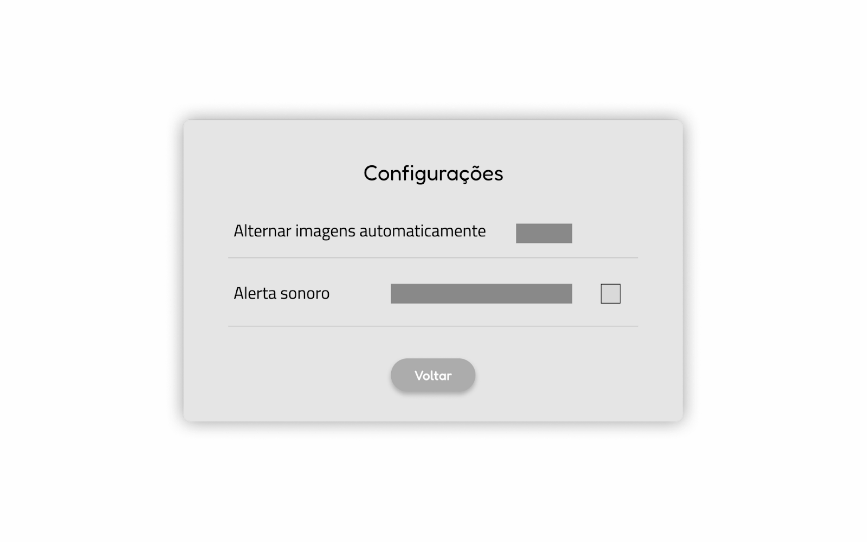 Configurações
Alternar imagens automaticamente
Alerta sonoro
Voltar